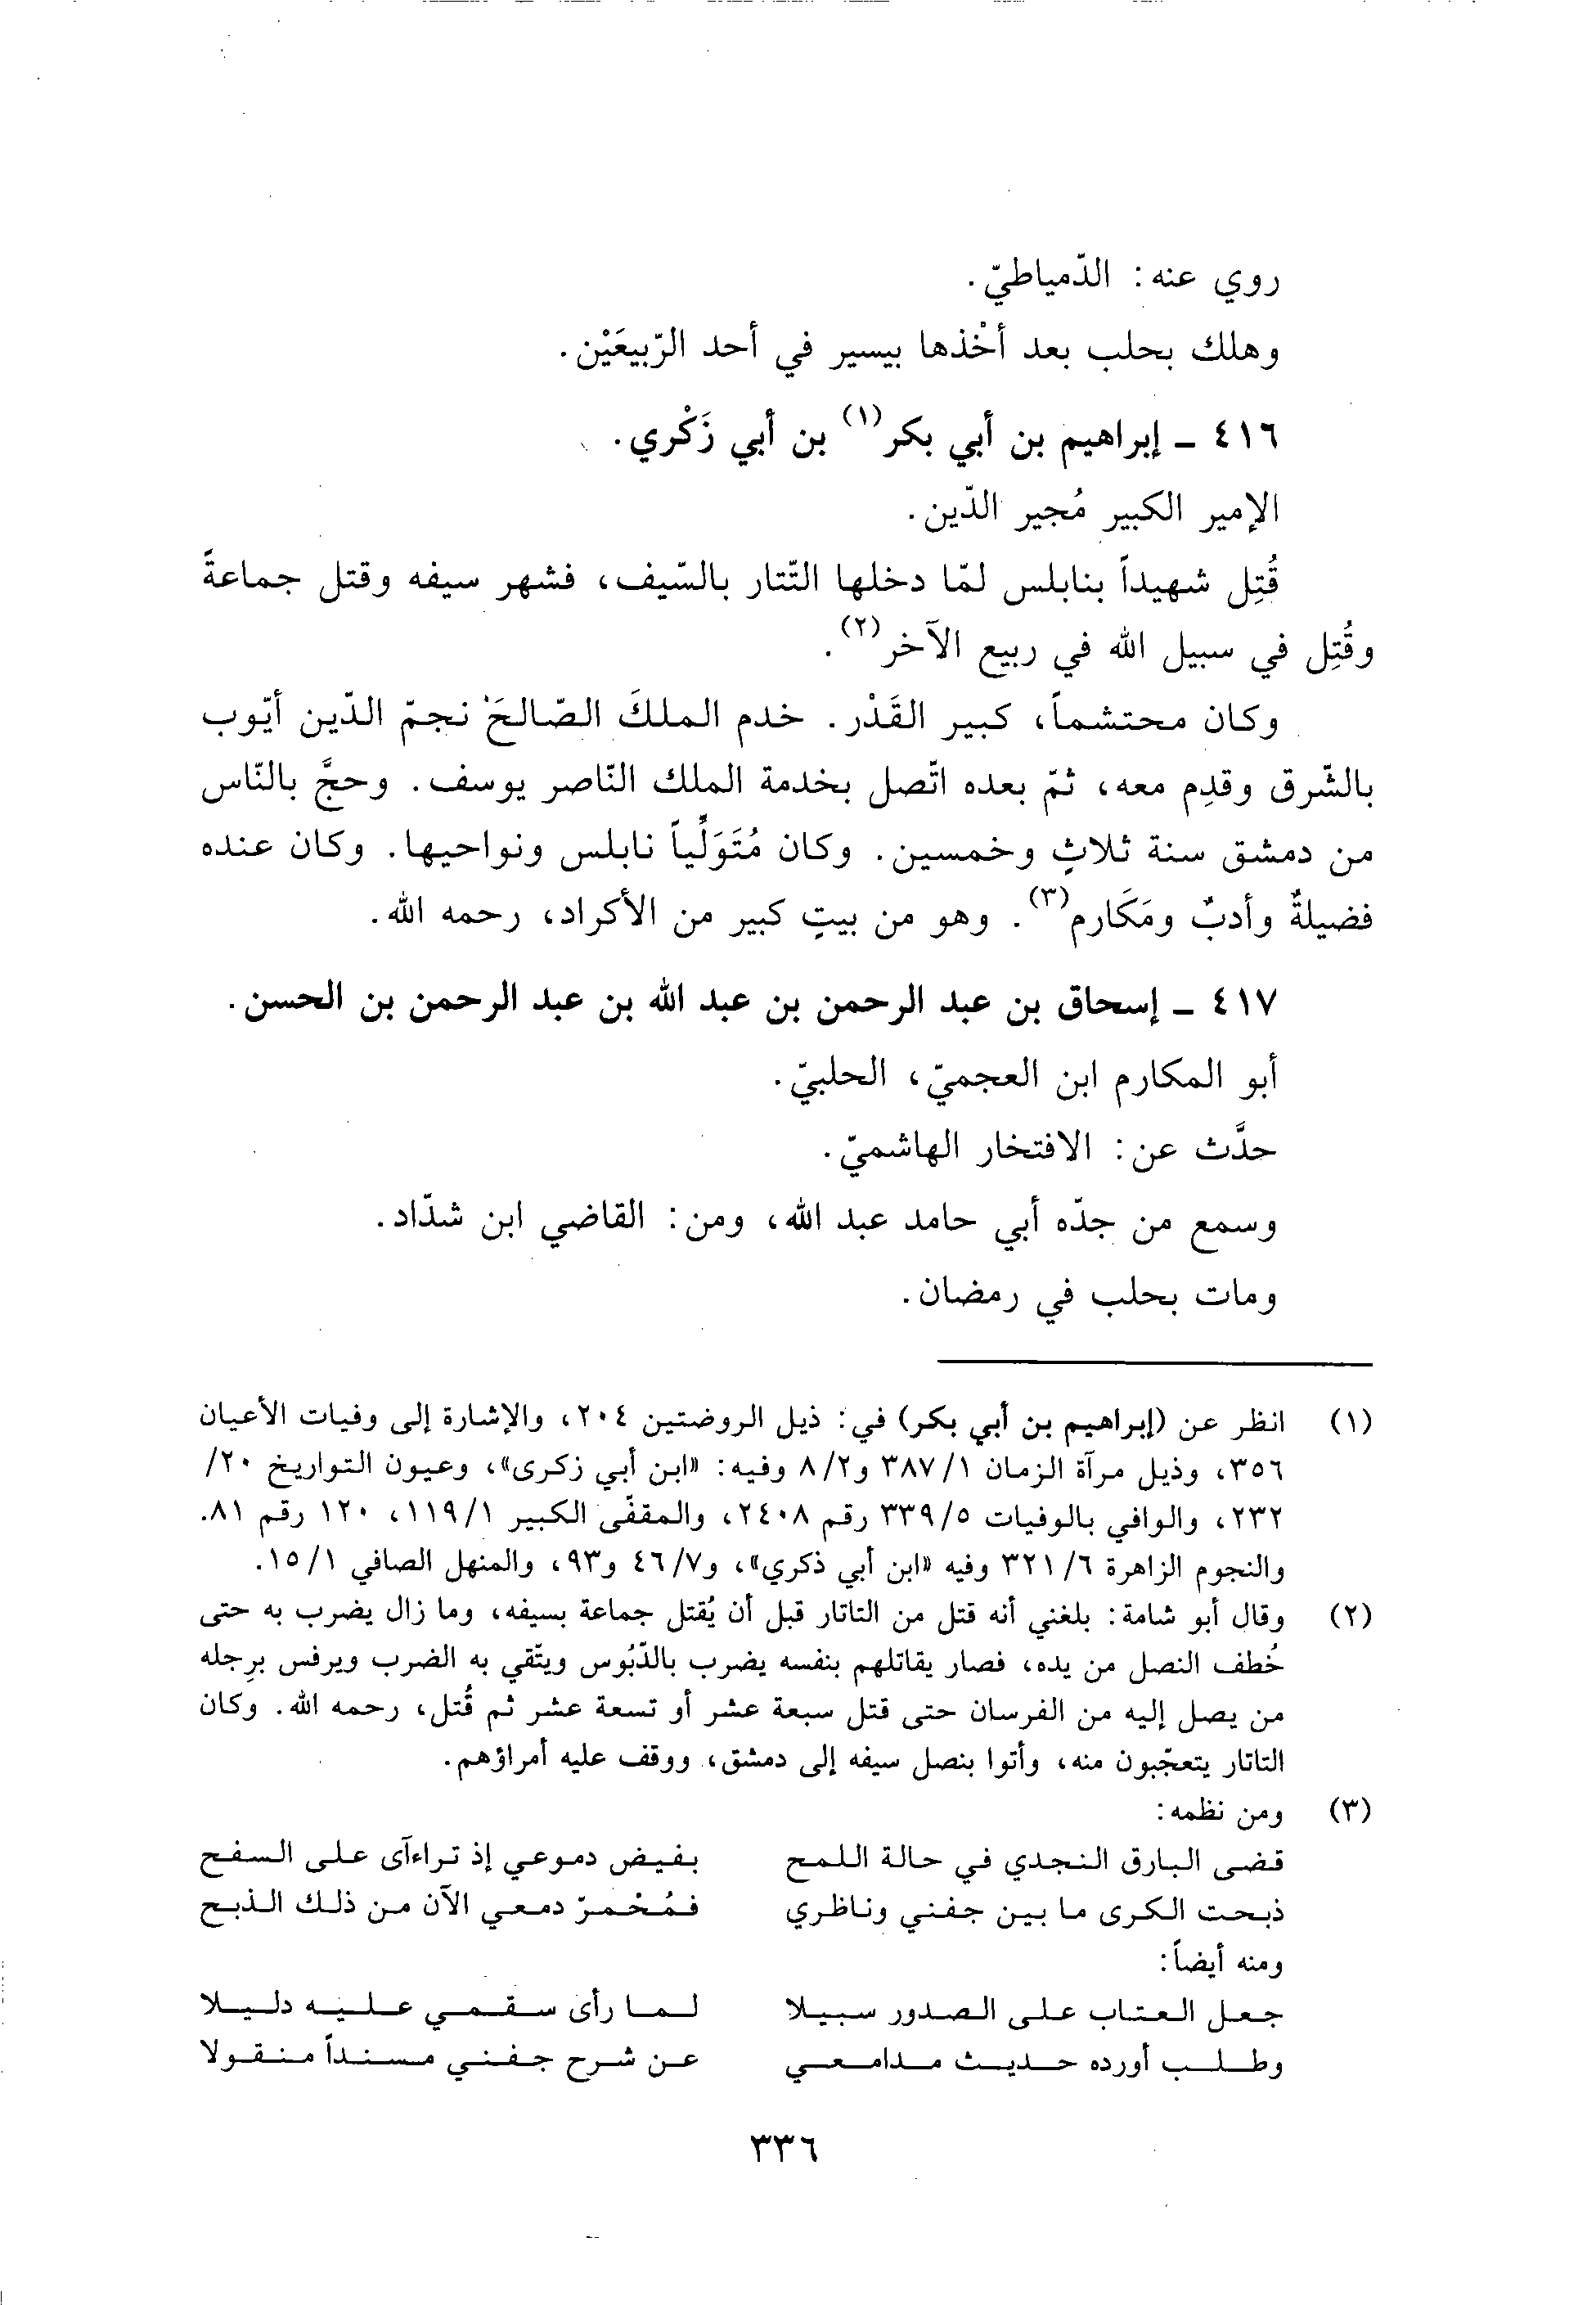 روي عنه: الدّمياطيّ.
وهلك بحلب بعد أخْذها بيسير في أحد الرّبيعَيْن.
٤١٦ ـ إبراهيم بن أبي بكر(١) بن أبي زَكْري.
الإمير الكبير مُجير الدّين.
قُتِل شهيداً بنابلس لمّا دخلها التّتار بالسّيف، فشهر سيفه وقتل جماعةً
وقُتِل في سبيل الله في ربيع الآخر(٢).
وكان محتشماً، كبير القَدْر. خدم الملكَ الصّالحَ نجمّ الدّين أيّوب
بالشّرق وقدِم معه، ثمّ بعده اتّصل بخدمة الملك النّاصر يوسف. وحجَّ بالنّاس
من دمشق سنة ثلاثٍ وخمسين. وكان مُتَوَلِّياً نابلس ونواحيها. وكان عنده
فضيلةٌ وأدبٌ ومَكَارم(٣). وهو من بيتٍ كبير من الأكراد، رحمه الله.
٤١٧ ـ إسحاق بن عبد الرحمن بن عبد الله بن عبد الرحمن بن الحسن.
أبو المكارم ابن العجميّ، الحلبيّ.
حدَّث عن: الافتخار الهاشميّ.
وسمع من جدّه أبي حامد عبد الله، ومن: القاضي ابن شدّاد.
ومات بحلب في رمضان.
(١) انظر عن (إبراهيم بن أبي بكر) في: ذيل الروضتين ٢٠٤، والإشارة إلى وفيات الأعيان
٣٥٦، وذيل مرآة الزمان ١/ ٣٨٧ و٢/ ٨ وفيه: «ابن أبي زكرى»، وعيون التواريخ ٢٠/
٢٣٢، والوافي بالوفيات ٥/ ٣٣٩ رقم ٢٤٠٨، والمقفّى الكبير ١/ ١١٩، ١٢٠ رقم ٨١.
والنجوم الزاهرة ٦/ ٣٢١ وفيه «ابن أبي ذكري»، و٧/ ٤٦ و٩٣، والمنهل الصافي ١/ ١٥.
(٢) وقال أبو شامة: بلغني أنه قتل من التاتار قبل أن يُقتل جماعة بسيفه، وما زال يضرب به حتى
خُطف النصل من يده، فصار يقاتلهم بنفسه يضرب بالدّبُوس ويتّقي به الضرب ويرفس برِجله
من يصل إليه من الفرسان حتى قتل سبعة عشر أو تسعة عشر ثم قُتل، رحمه الله. وكان
التاتار يتعجّبون منه، وأتوا بنصل سيفه إلى دمشق، ووقف عليه أمراؤهم.
(٣) ومن نظمه:
قضى البارق النجدي في حالة اللمح بفيض دموعي إذ تراءآى على السفح
ذبحت الكرى ما بين جفني وناظري فمُخْمرّ دمعي الآن من ذلك الذبح
ومنه أيضاً:
جعل العتاب على الصدور سبيلا لما رأى سقمي عليه دليلا
وطلب أورده حديث مدامعي عن شرح جفني مسنداً منقولا
٣٣٦